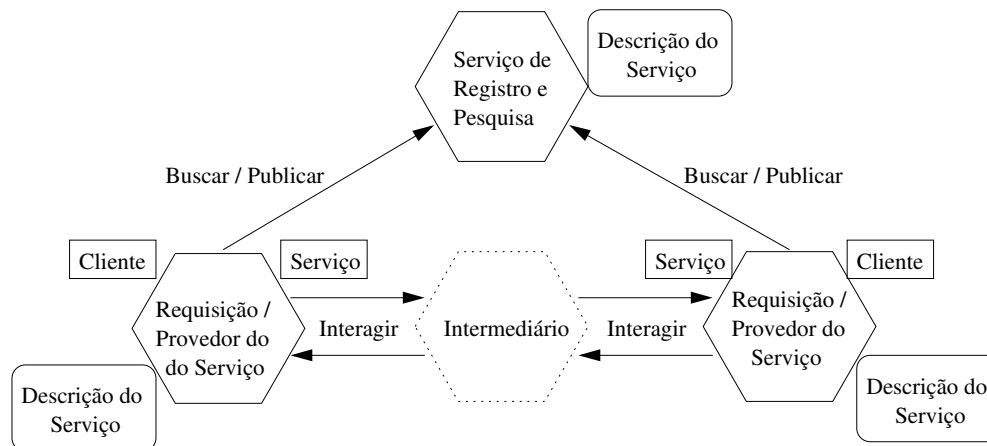 Serviço de
Registro e
Pesquisa
Descrição do
Serviço
Buscar / Publicar
Buscar / Publicar
Cliente
Serviço
Serviço
Cliente
Requisição /
Provedor do
do Serviço
Interagir
Intermediário
Interagir
Requisição /
Provedor do
Serviço
Descrição do
Serviço
Descrição do
Serviço